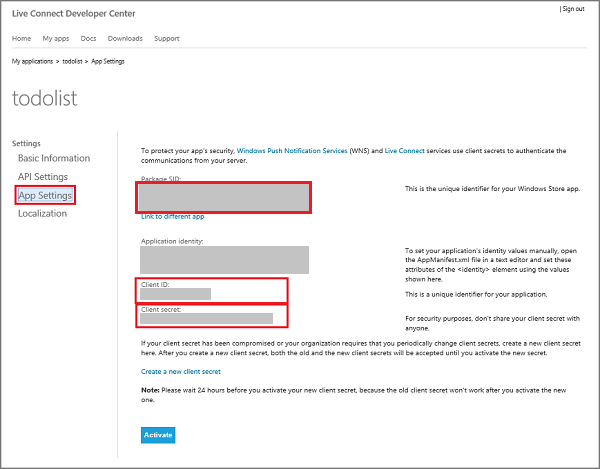 Live Connect Developer Center
| Sign out
Home My apps Docs Downloads Support
My applications > todolist > App Settings
todolist
Settings
Basic Information
API Settings
App Settings
Localization
To protect your app's security, Windows Push Notification Services (WNS) and Live Connect services use client secrets to authenticate the
communications from your server.
Package SID:
This is the unique identifier for your Windows Store app.
Link to different app
Application identity:
To set your application's identity values manually, open
the AppManifest.xml file in a text editor and set these
attributes of the <identity> element using the values
shown here.
Client ID:
This is a unique identifier for your application.
Client secret:
For security purposes, don't share your client secret with
anyone.
If your client secret has been compromised or your organization requires that you periodically change client secrets, create a new client secret
here. After you create a new client secret, both the old and the new client secrets will be accepted until you activate the new secret.
Create a new client secret
Note: Please wait 24 hours before you activate your new client secret, because the old client secret won't work after you activate the new
one.
Activate